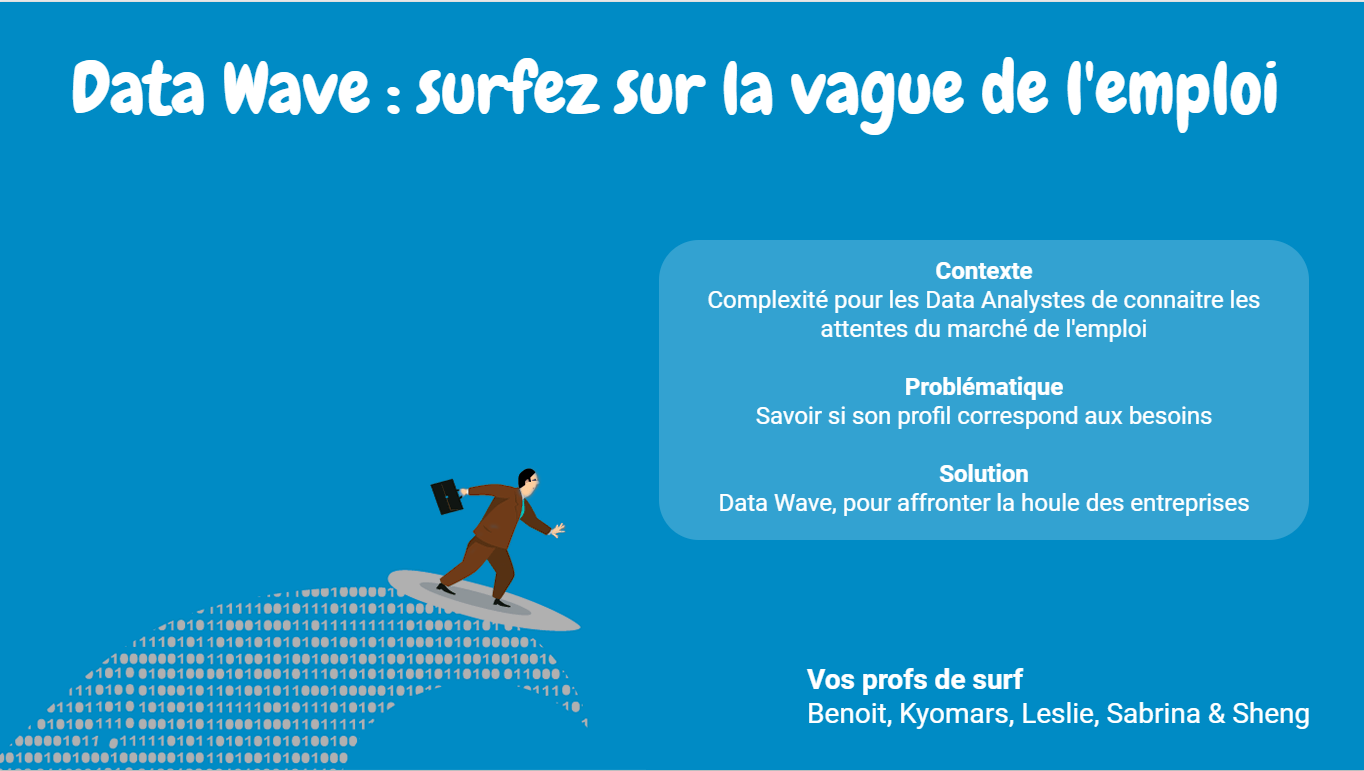 Data Wave : surfez sur la vague de l'emploi
Contexte
Complexité pour les Data Analystes de connaitre les
attentes du marché de l'emploi
Problématique
Savoir si son profil correspond aux besoins
Solution
Data Wave, pour affronter la houle des entreprises
Vos profs de surf
Benoit, Kyomars, Leslie, Sabrina & Sheng